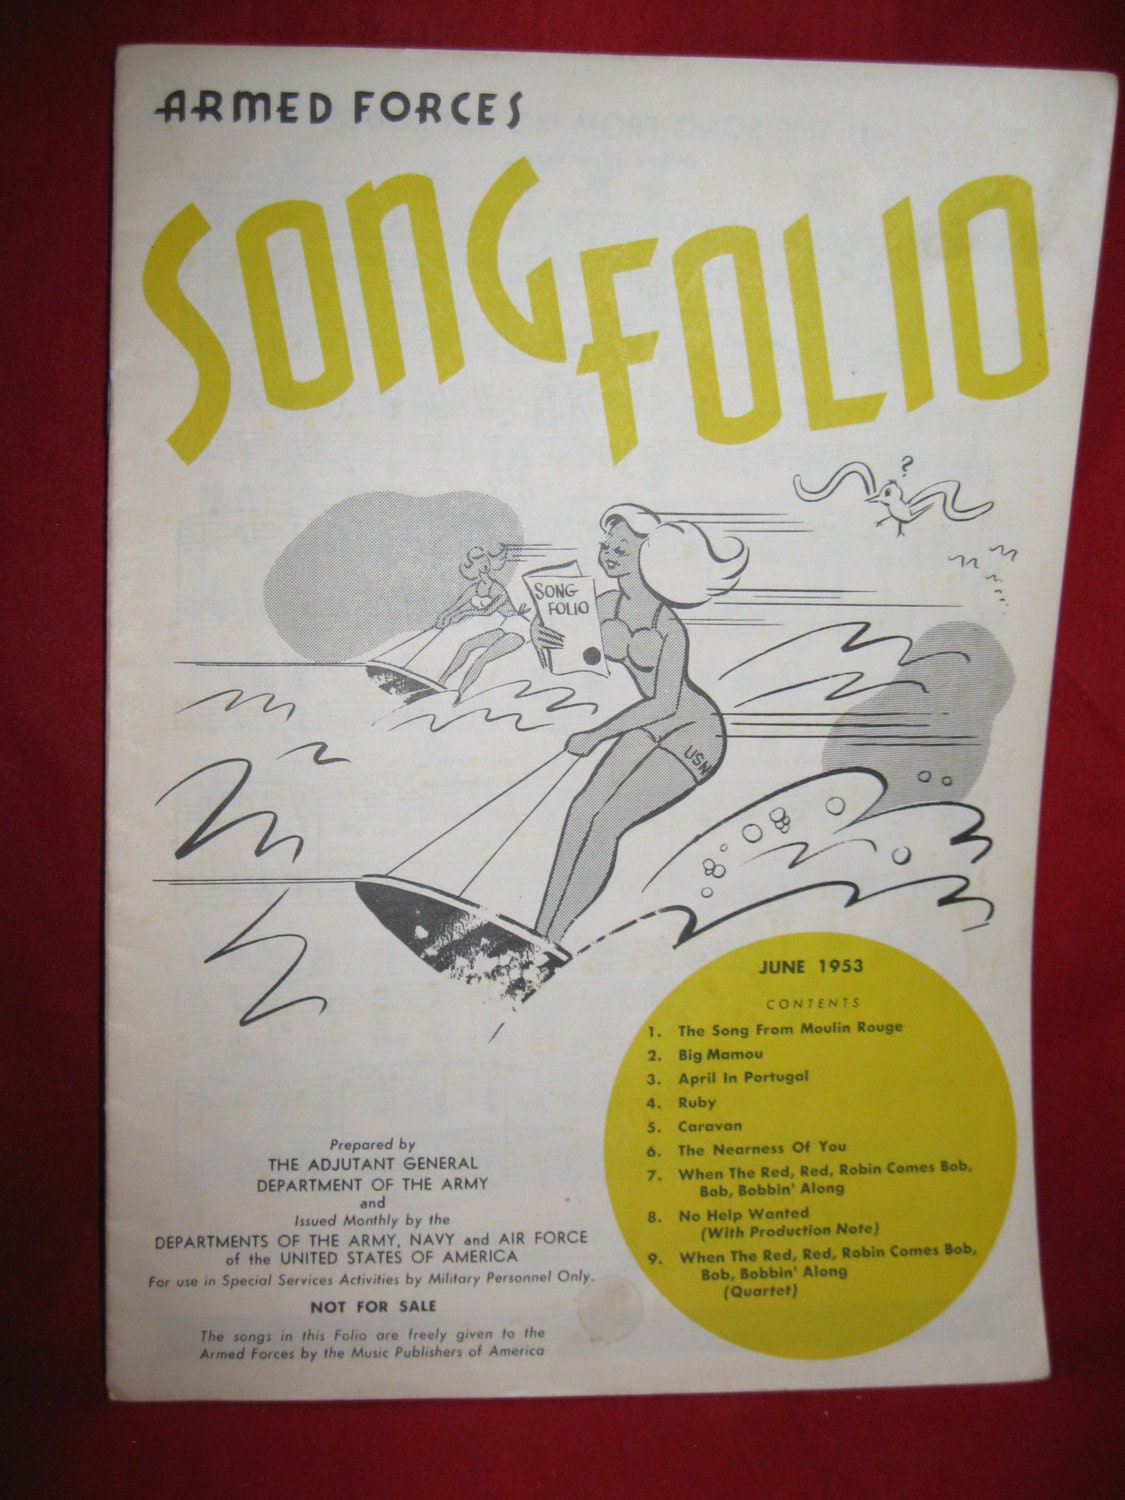 ARMED FORCES
SONG
FOLIO
?
SONG
FOLIO
USN
JUNE 1953
CONTENTS
1. The Song From Moulin Rouge
2. Big Mamou
3. April In Portugal
4. Ruby
5. Caravan
6. The Nearness Of You
7. When The Red, Red, Robin Comes Bob,
Bob, Bobbin' Along
8. No Help Wanted
(With Production Note)
9. When The Red, Red, Robin Comes Bob,
Bob, Bobbin' Along
(Quartet)
Prepared by
THE ADJUTANT GENERAL
DEPARTMENT OF THE ARMY
and
Issued Monthly by the
DEPARTMENTS OF THE ARMY, NAVY and AIR FORCE
of the UNITED STATES OF AMERICA
For use in Special Services Activities by Military Personnel Only.
NOT FOR SALE
The songs in this Folio are freely given to the
Armed Forces by the Music Publishers of America